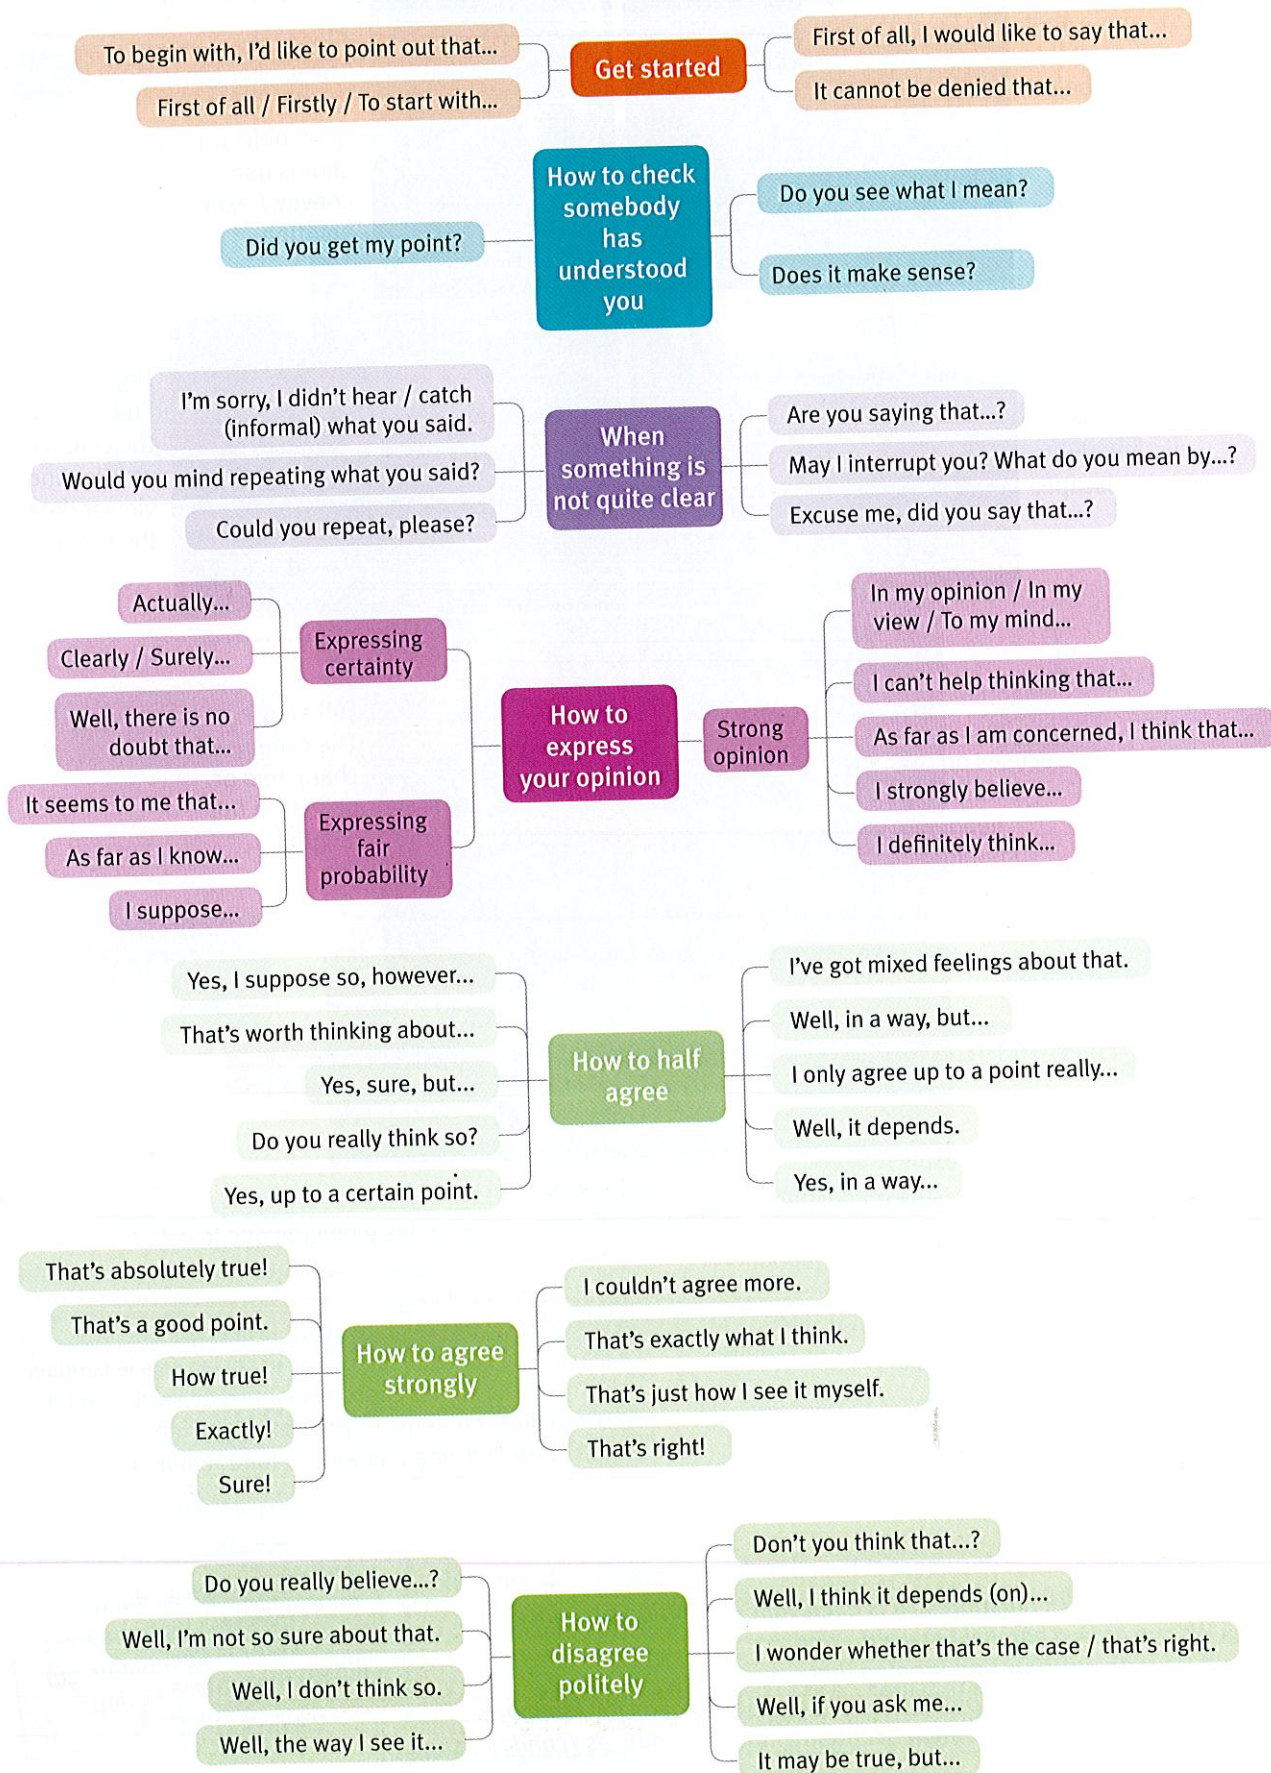 To begin with, I'd like to point out that...
First of all / Firstly / To start with...
Get started
First of all, I would like to say that...
It cannot be denied that...
Did you get my point?
How to check
somebody
has
understood
you
Do you see what I mean?
Does it make sense?
I'm sorry, I didn't hear / catch
(informal) what you said.
Would you mind repeating what you said?
Could you repeat, please?
When
something is
not quite clear
Are you saying that...?
May I interrupt you? What do you mean by...?
Excuse me, did you say that...?
Actually...
Clearly / Surely...
Well, there is no
doubt that...
Expressing
certainty
It seems to me that...
As far as I know...
I suppose...
Expressing
fair
probability
How to
express
your opinion
Strong
opinion
In my opinion / In my
view / To my mind...
I can't help thinking that...
As far as I am concerned, I think that...
I strongly believe...
I definitely think...
Yes, I suppose so, however...
That's worth thinking about...
Yes, sure, but...
Do you really think so?
Yes, up to a certain point.
How to half
agree
I've got mixed feelings about that.
Well, in a way, but...
I only agree up to a point really...
Well, it depends.
Yes, in a way...
That's absolutely true!
That's a good point.
How true!
Exactly!
Sure!
How to agree
strongly
I couldn't agree more.
That's exactly what I think.
That's just how I see it myself.
That's right!
Do you really believe...?
Well, I'm not so sure about that.
Well, I don't think so.
Well, the way I see it...
How to
disagree
politely
Don't you think that...?
Well, I think it depends (on)...
I wonder whether that's the case / that's right.
Well, if you ask me...
It may be true, but...